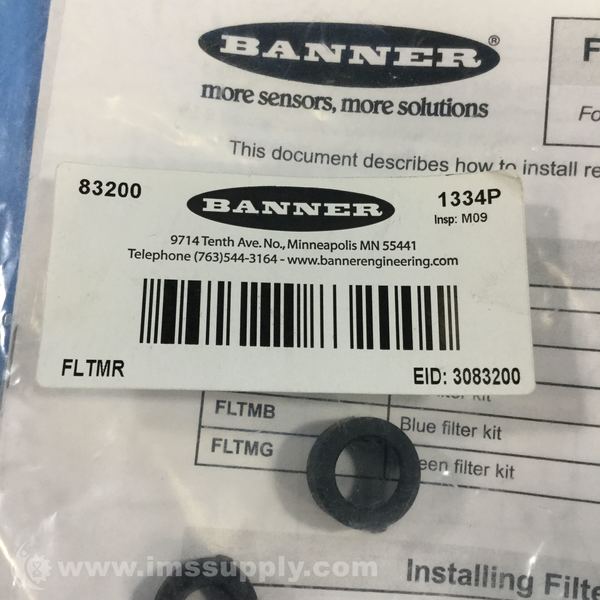 BANNER®
more sensors, more solutions
F
Fo
This document describes how to install re
83200
BANNER
1334P
Insp: M09
9714 Tenth Ave. No., Minneapolis MN 55441
Telephone (763)544-3164 - www.bannerengineering.com
FLTMR
EID: 3083200
filter kit
FLTMB
Blue filter kit
FLTMG
een filter kit
Installing Filte
© www.imssupply.com